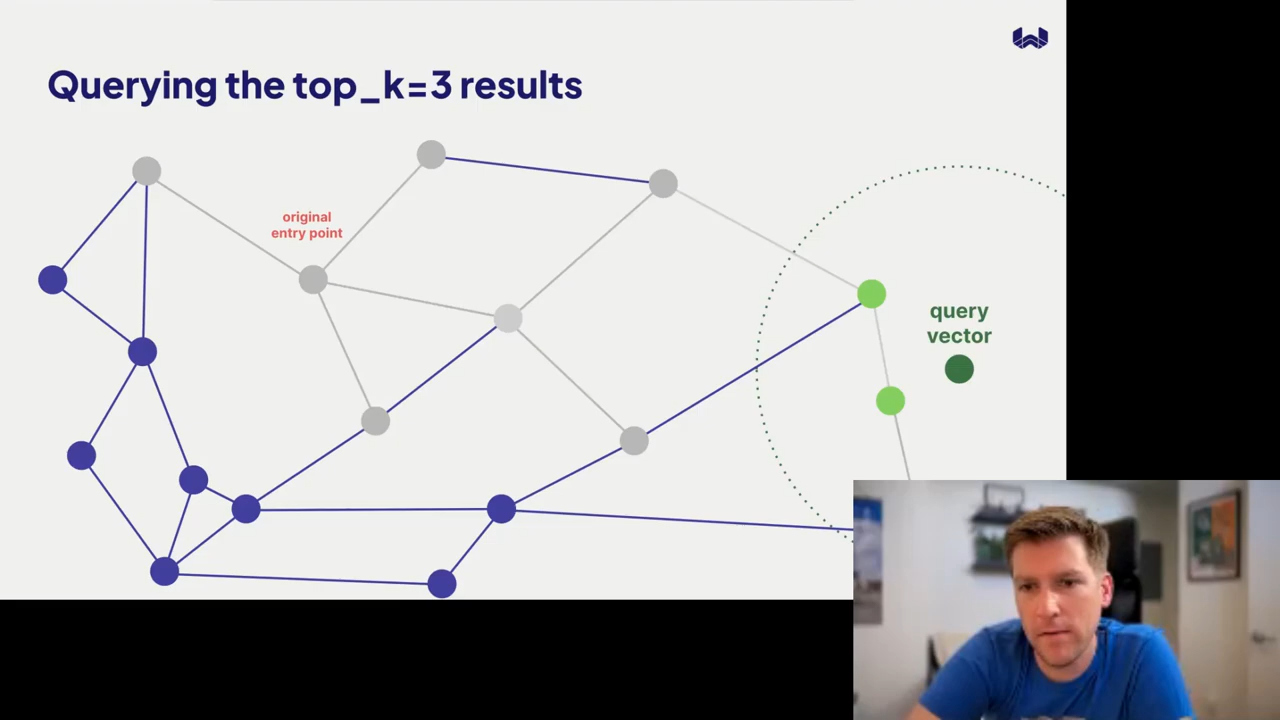 Querying the top_k=3 results
original
entry point
query
vector